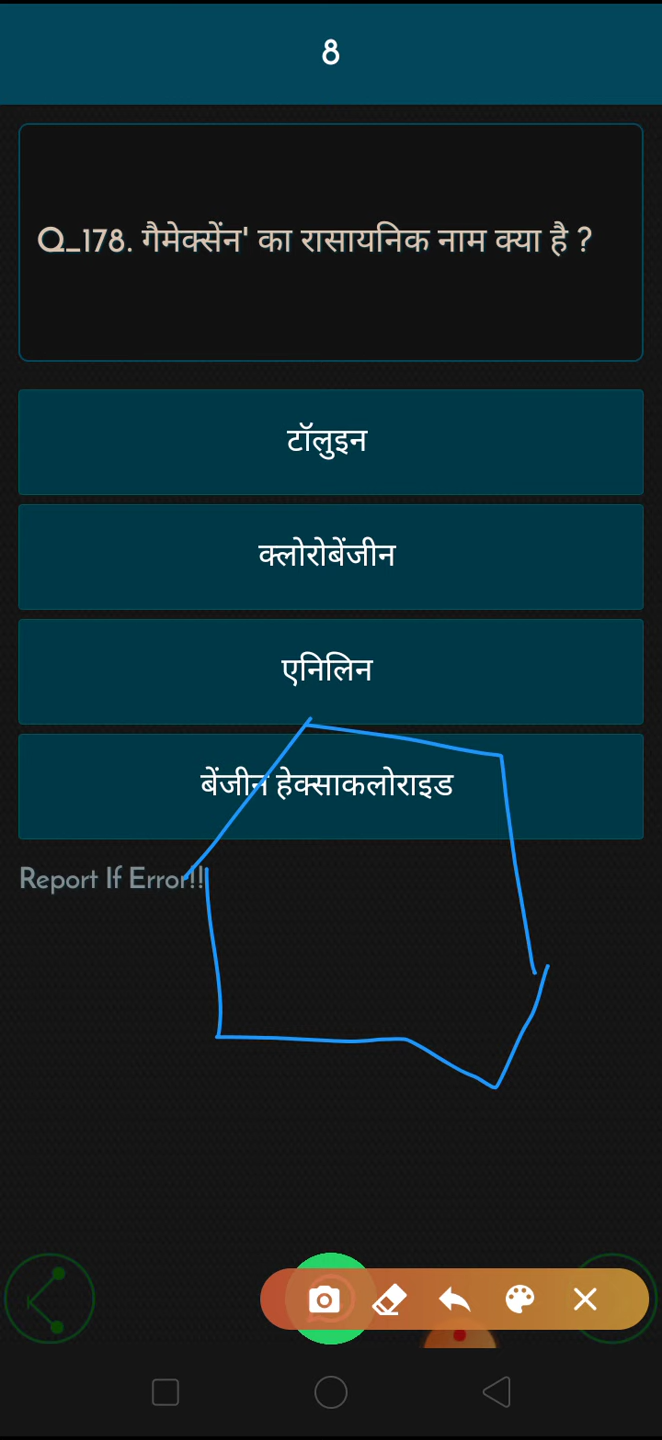 8
Q_178. गैमेक्सेंन' का रासायनिक नाम क्या है ?
टॉलुइन
क्लोरोबेंजीन
एनिलिन
बेंजीन हेक्साकलोराइड
Report If Error!!